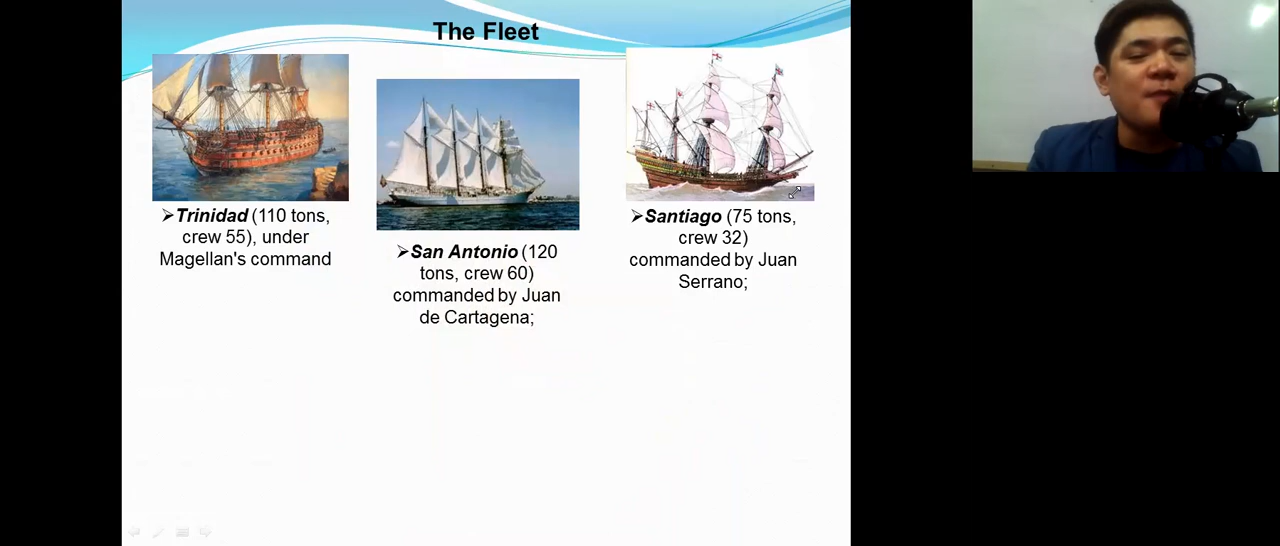 The Fleet
➢Trinidad (110 tons,
crew 55), under
Magellan's command
➢San Antonio (120
tons, crew 60)
commanded by Juan
de Cartagena;
➢Santiago (75 tons,
crew 32)
commanded by Juan
Serrano;